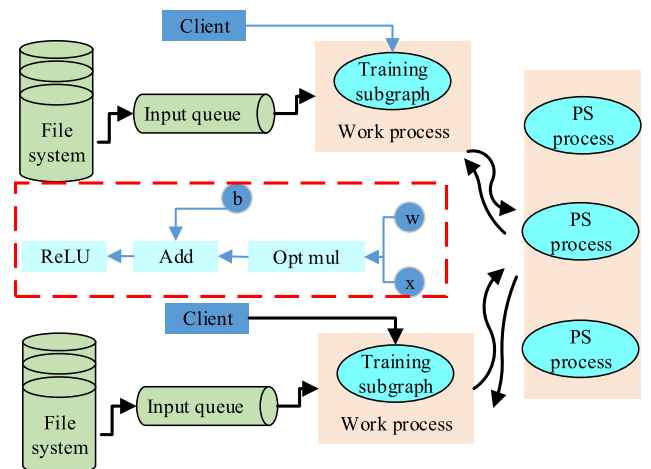 Client
Training
subgraph
Work process
Input queue
File
system
PS
process
PS
process
PS
process
b
w
ReLU
Add
Opt mul
x
Client
Training
subgraph
Work process
Input queue
File
system